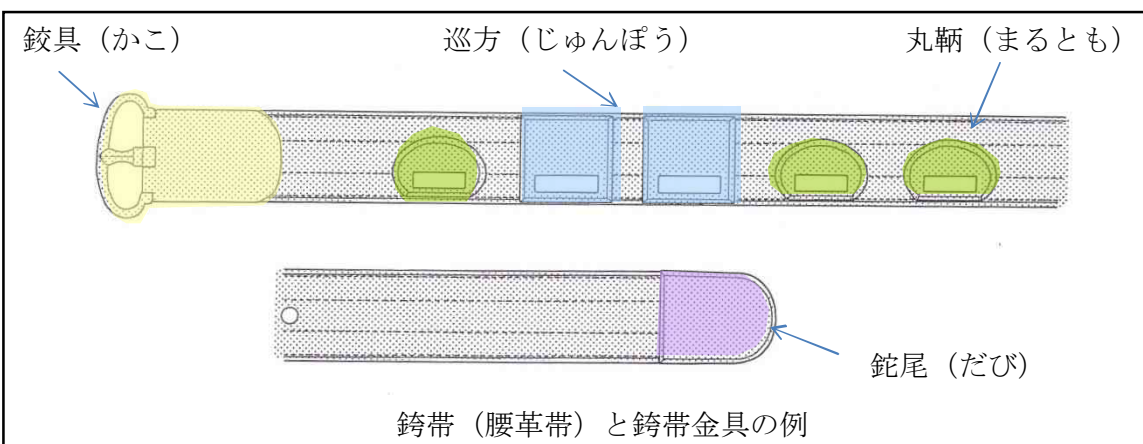 鉸具（かこ）
巡方（じゅんぽう）
丸鞆（まるとも）
鉈尾（だび）
銙帯（腰革帯）と銙帯金具の例